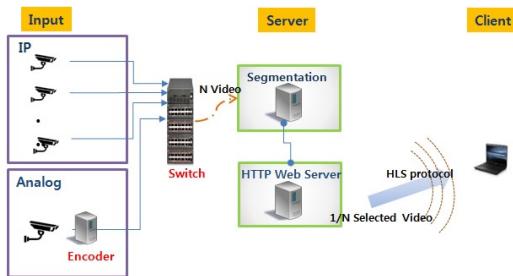 Input
Server
Client
IP
Analog
Encoder
Switch
N Video
Segmentation
HTTP Web Server
HLS protocol
1/N Selected Video